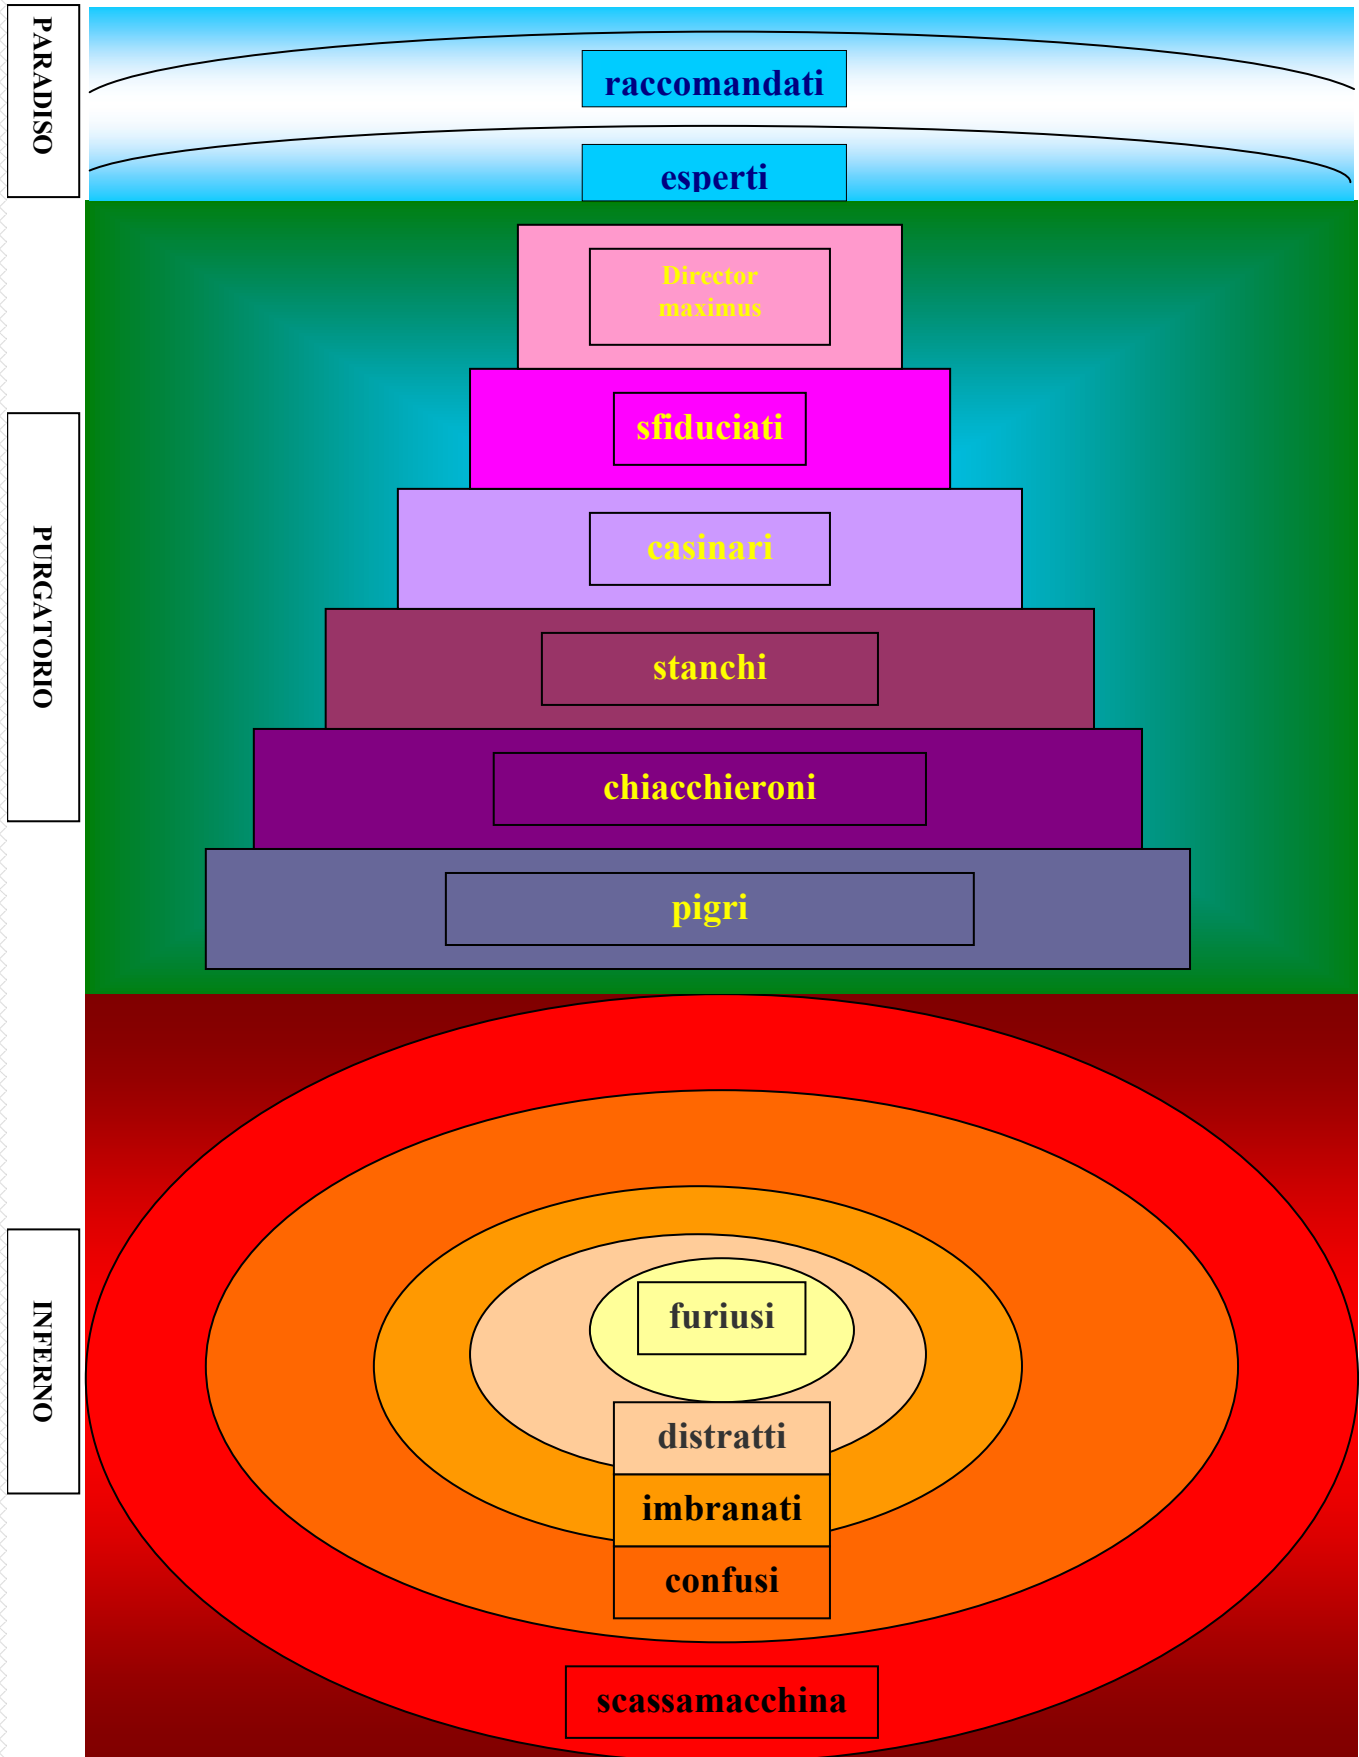 PARADISO
raccomandati
esperti
PURGATORIO
Director
maximus
sfiduciati
casinari
stanchi
chiacchieroni
pigri
INFERNO
furiusi
distratti
imbranati
confusi
scassamacchina